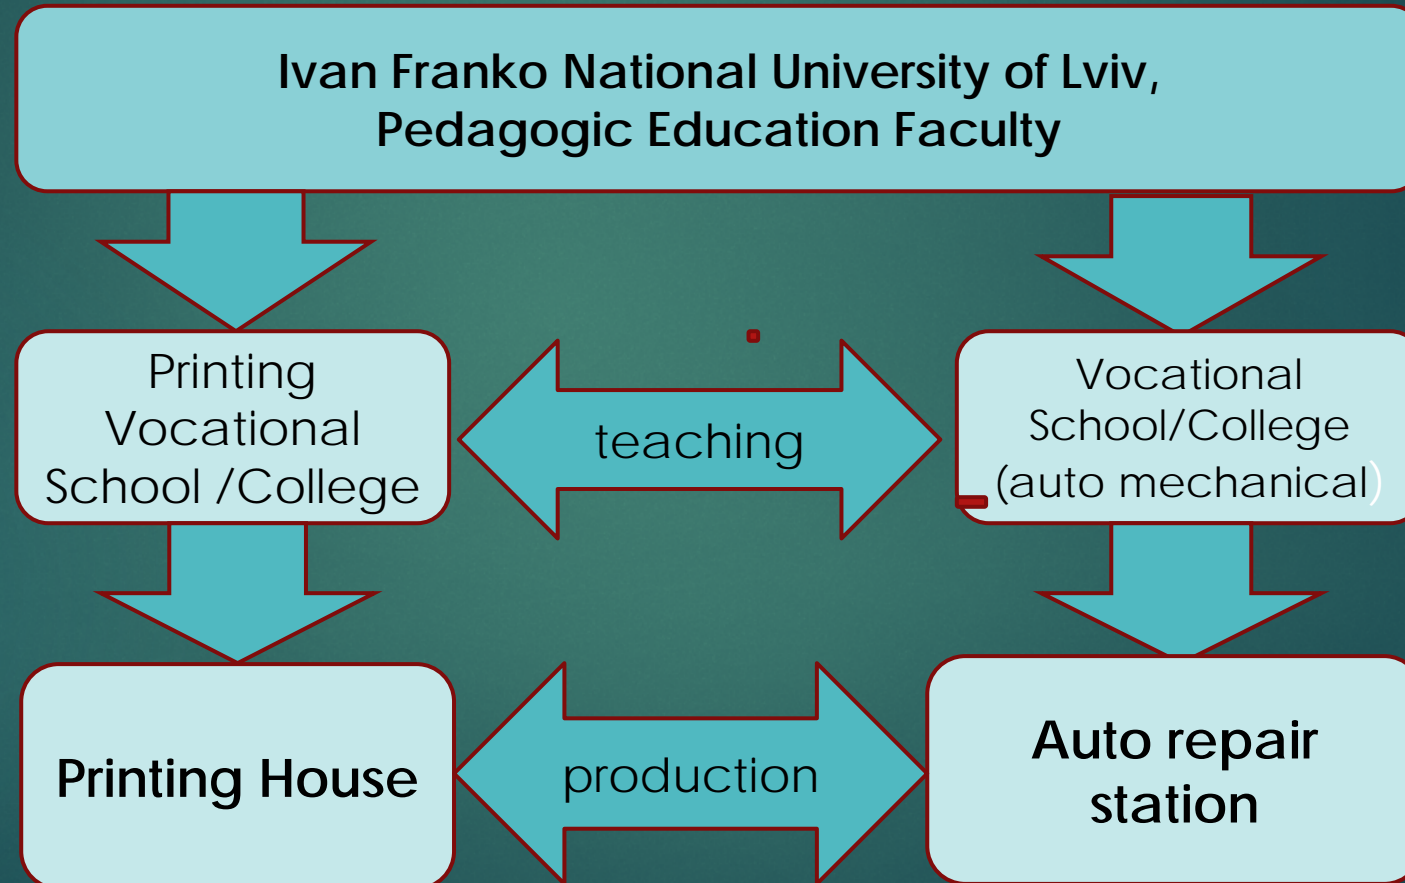 Ivan Franko National University of Lviv,
Pedagogic Education Faculty
Printing
Vocational
School /College
teaching
Vocational
School/College
(auto mechanical)
Printing House
production
Auto repair
station